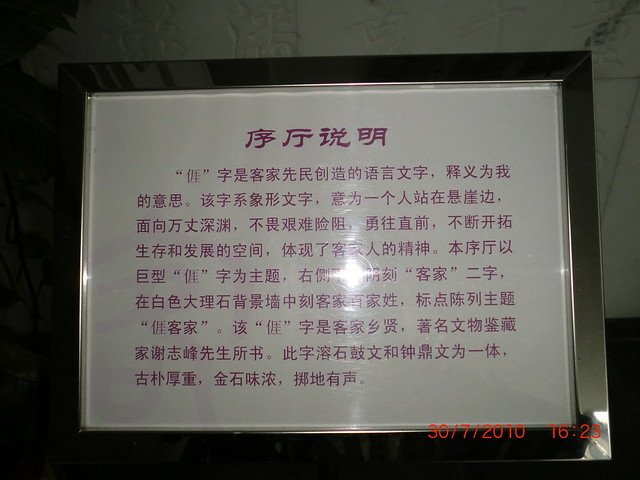 序厅说明
“𠊎”字是客家先民创造的语言文字，释义为我
的意思。该字系象形文字，意为一个人站在悬崖边，
面向万丈深渊，不畏艰难险阻，勇往直前，不断开拓
生存和发展的空间，体现了客家人的精神。本序厅以
巨型“𠊎”字为主题，右侧 阴刻“客家”二字，
在白色大理石背景墙中刻客家百家姓，标点陈列主题
“𠊎客家”。该“𠊎”字是客家乡贤，著名文物鉴藏
家谢志峰先生所书。此字溶石鼓文和钟鼎文为一体，
古朴厚重，金石味浓，掷地有声。
30/7/2010 16:23